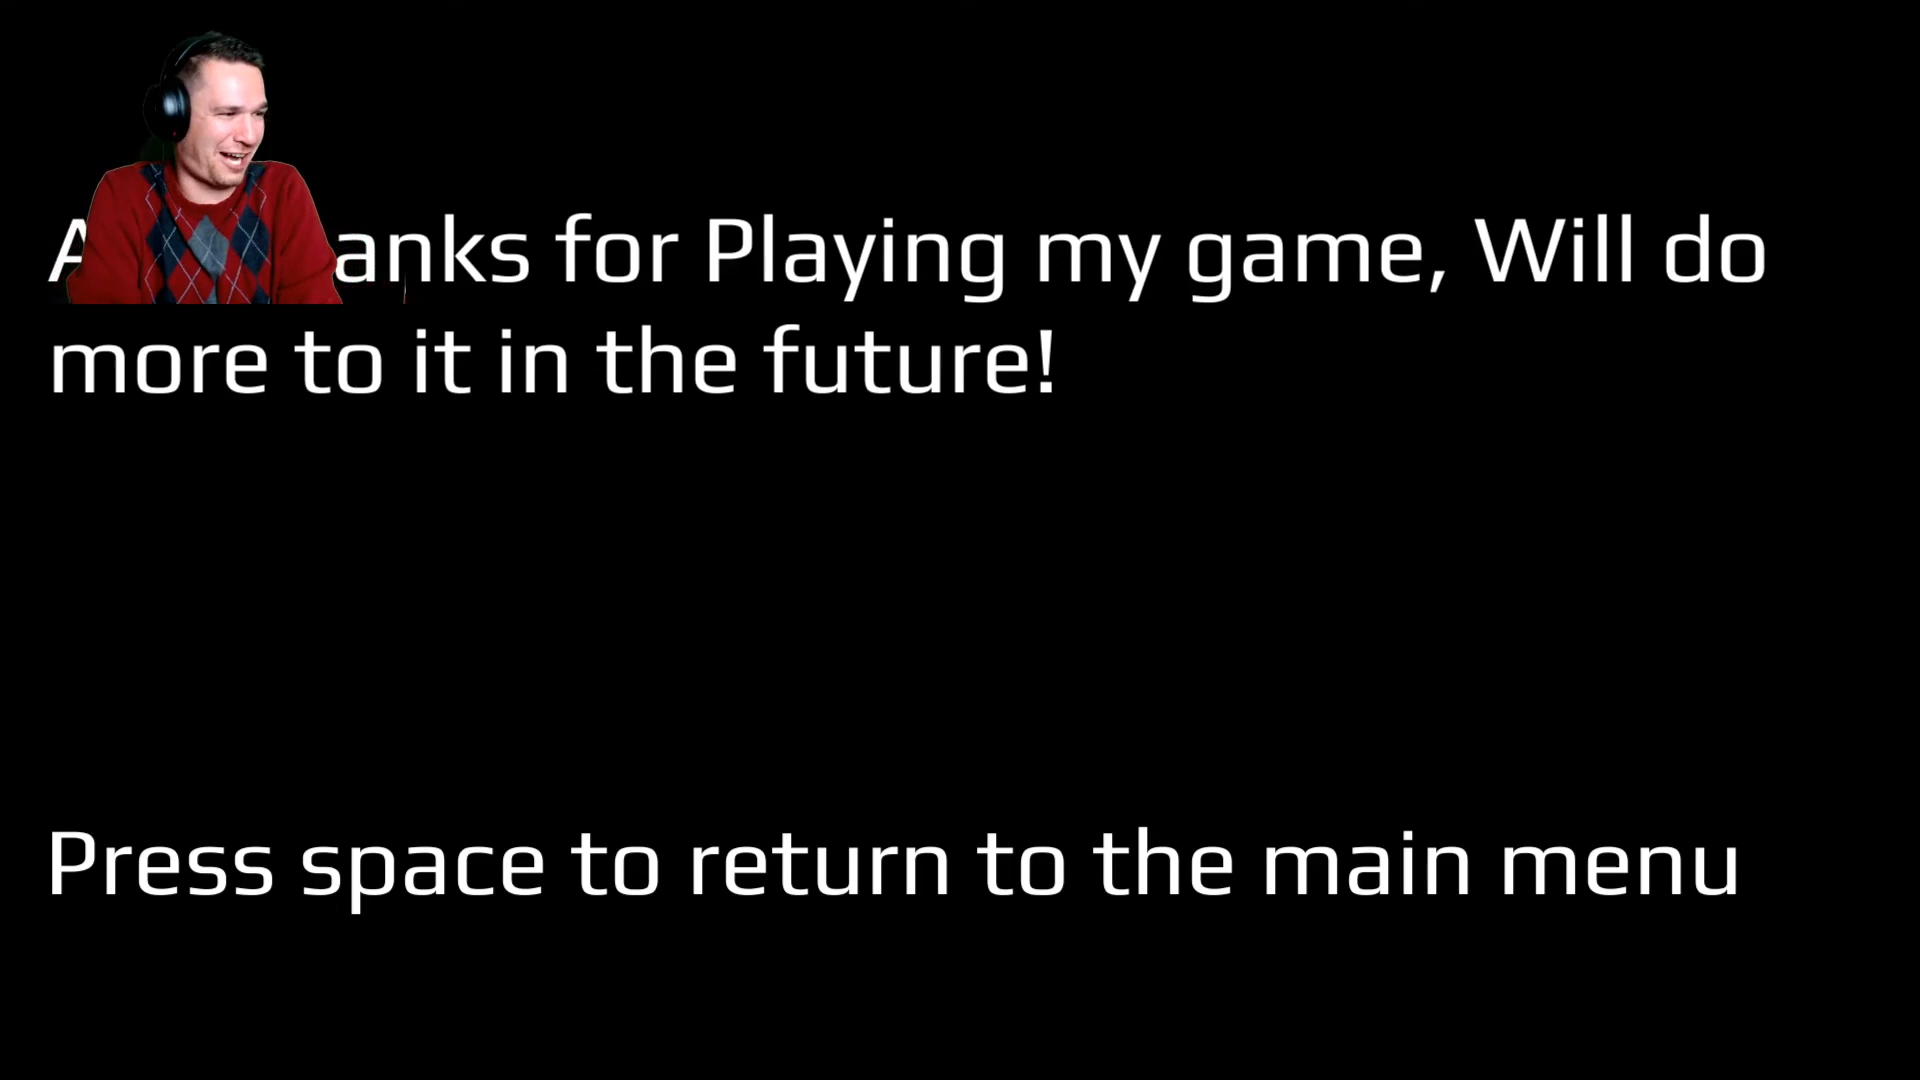 for Playing my game, Will do
more to it in the future!
Press space to return to the main menu